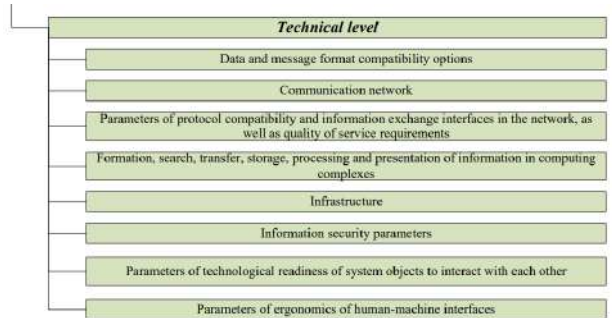 Technical level
Data and message format compatibility options
Communication network
Parameters of protocol compatibility and information exchange interfaces in the network, as
well as quality of service requirements
Formation, search, transfer, storage, processing and presentation of information in computing
complexes
Infrastructure
Information security parameters
Parameters of technological readiness of system objects to interact with each other
Parameters of ergonomics of human-machine interfaces